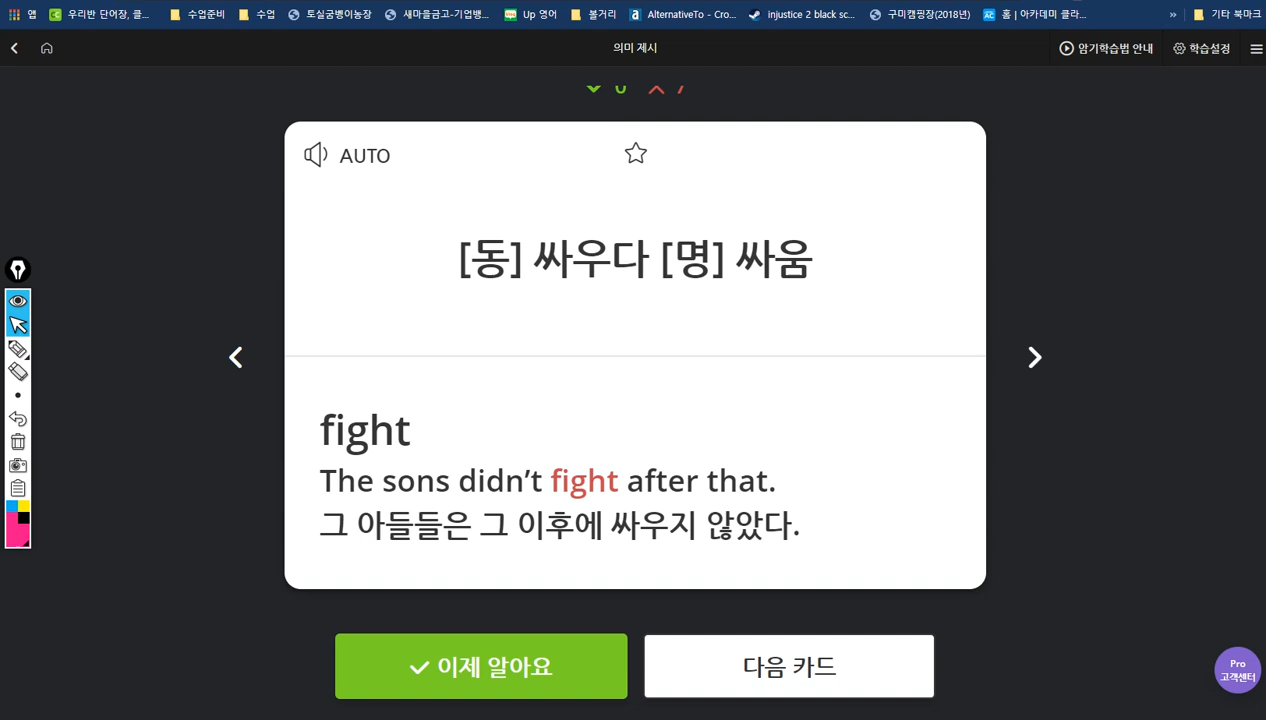 앱 우리반 단어장, 클... 수업준비 수업 토실굼벵이농장 새마을금고-기업뱅... Up 영어 볼거리 AlternativeTo - Cro... injustice 2 black sc... 구미캠핑장(2018년) 홈 | 아카데미 클라... » 기타 북마크
의미 제시 암기학습법 안내 학습설정
AUTO
[동] 싸우다 [명] 싸움
fight
The sons didn’t fight after that.
그 아들들은 그 이후에 싸우지 않았다.
이제 알아요 다음 카드
Pro
고객센터